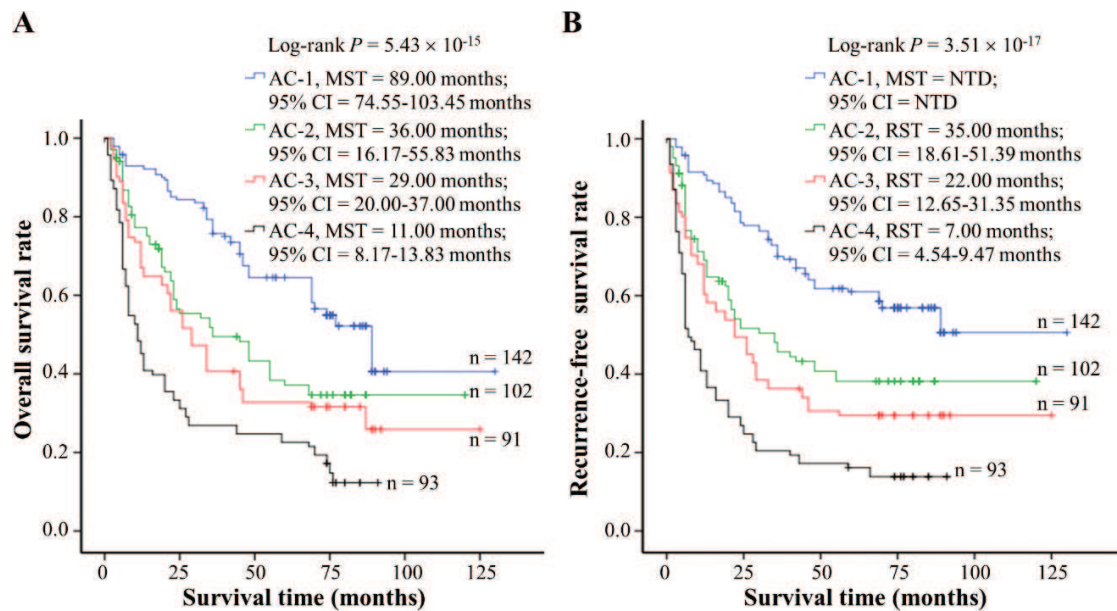 A
Log-rank P = 5.43 × 10-15
AC-1, MST = 89.00 months;
95% CI = 74.55-103.45 months
AC-2, MST = 36.00 months;
95% CI = 16.17-55.83 months
AC-3, MST = 29.00 months;
95% CI = 20.00-37.00 months
AC-4, MST = 11.00 months;
95% CI = 8.17-13.83 months
Overall survival rate
1.0
0.8
0.6
0.4
0.2
0.0
n = 142
n = 102
n = 91
n = 93
0 25 50 75 100 125
Survival time (months)
B
Log-rank P = 3.51 × 10-17
AC-1, MST = NTD;
95% CI = NTD
AC-2, RST = 35.00 months;
95% CI = 18.61-51.39 months
AC-3, RST = 22.00 months;
95% CI = 12.65-31.35 months
AC-4, RST = 7.00 months;
95% CI = 4.54-9.47 months
Recurrence-free survival rate
1.0
0.8
0.6
0.4
0.2
0.0
n = 142
n = 102
n = 91
n = 93
0 25 50 75 100 125
Survival time (months)